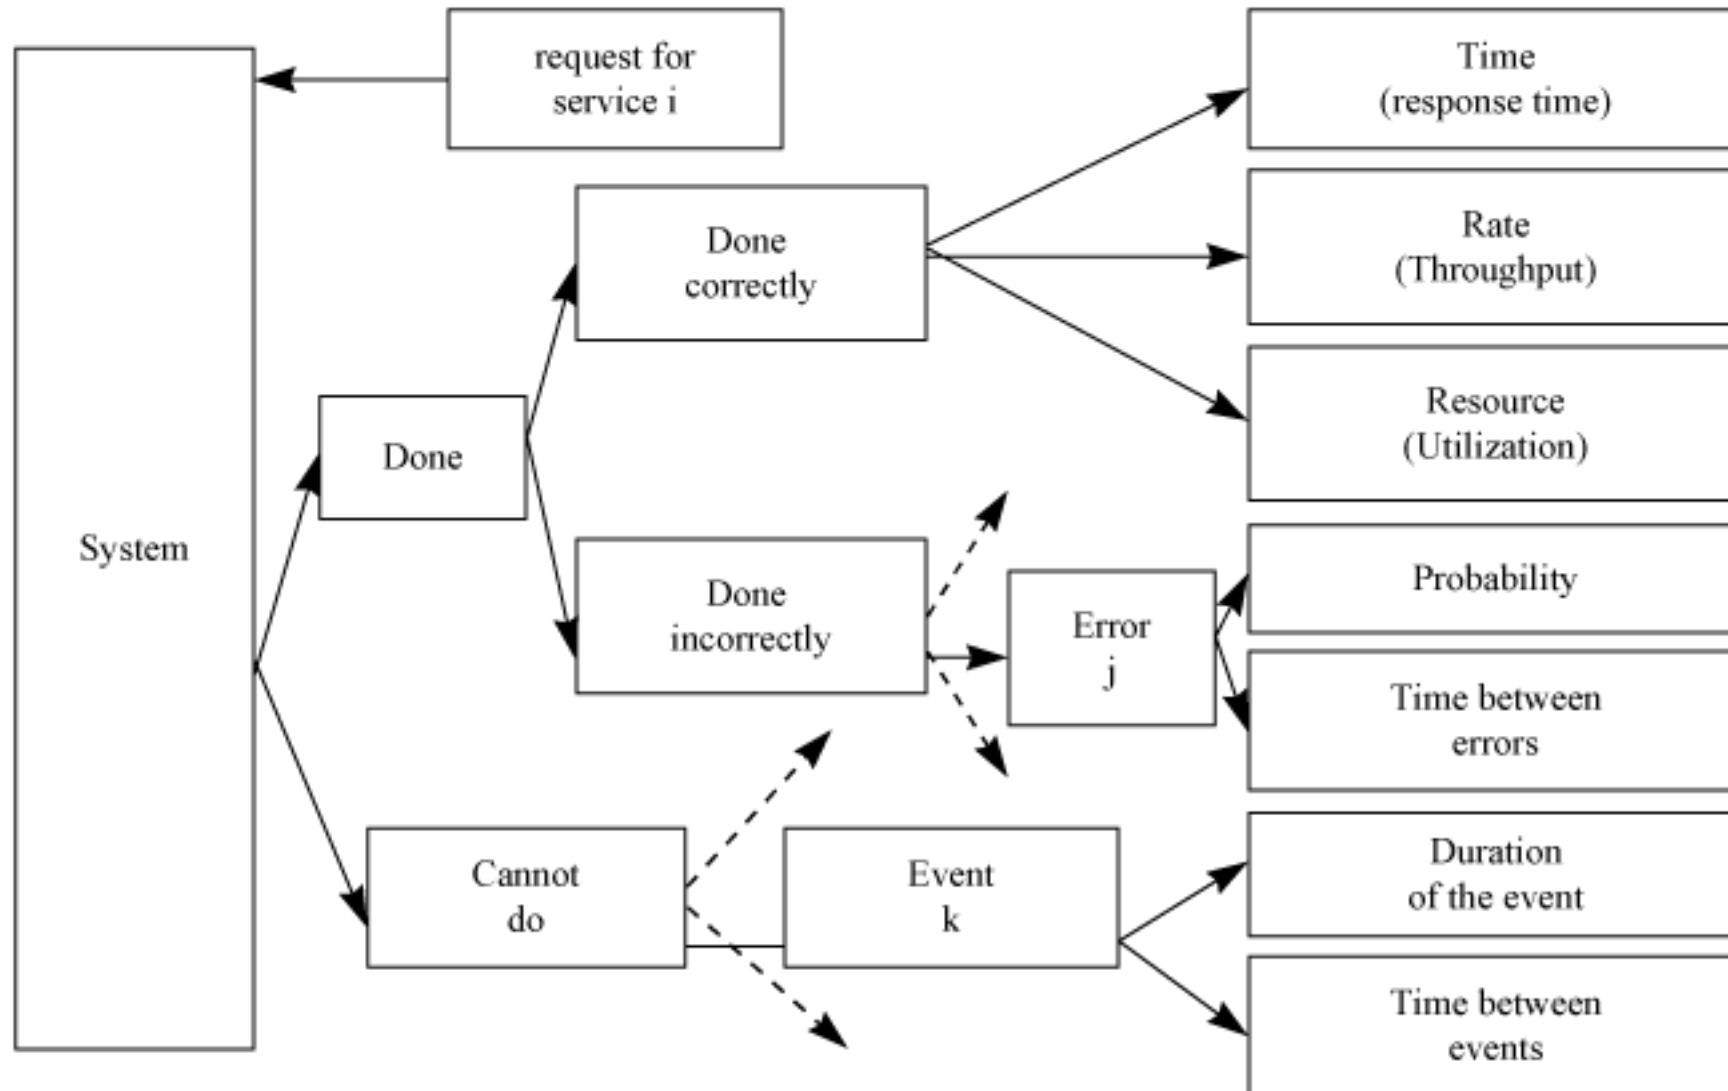 request for
service i
Time
(response time)
Done
correctly
Rate
(Throughput)
Resource
(Utilization)
Done
System
Done
incorrectly
Error
j
Probability
Time between
errors
Cannot
do
Event
k
Duration
of the event
Time between
events